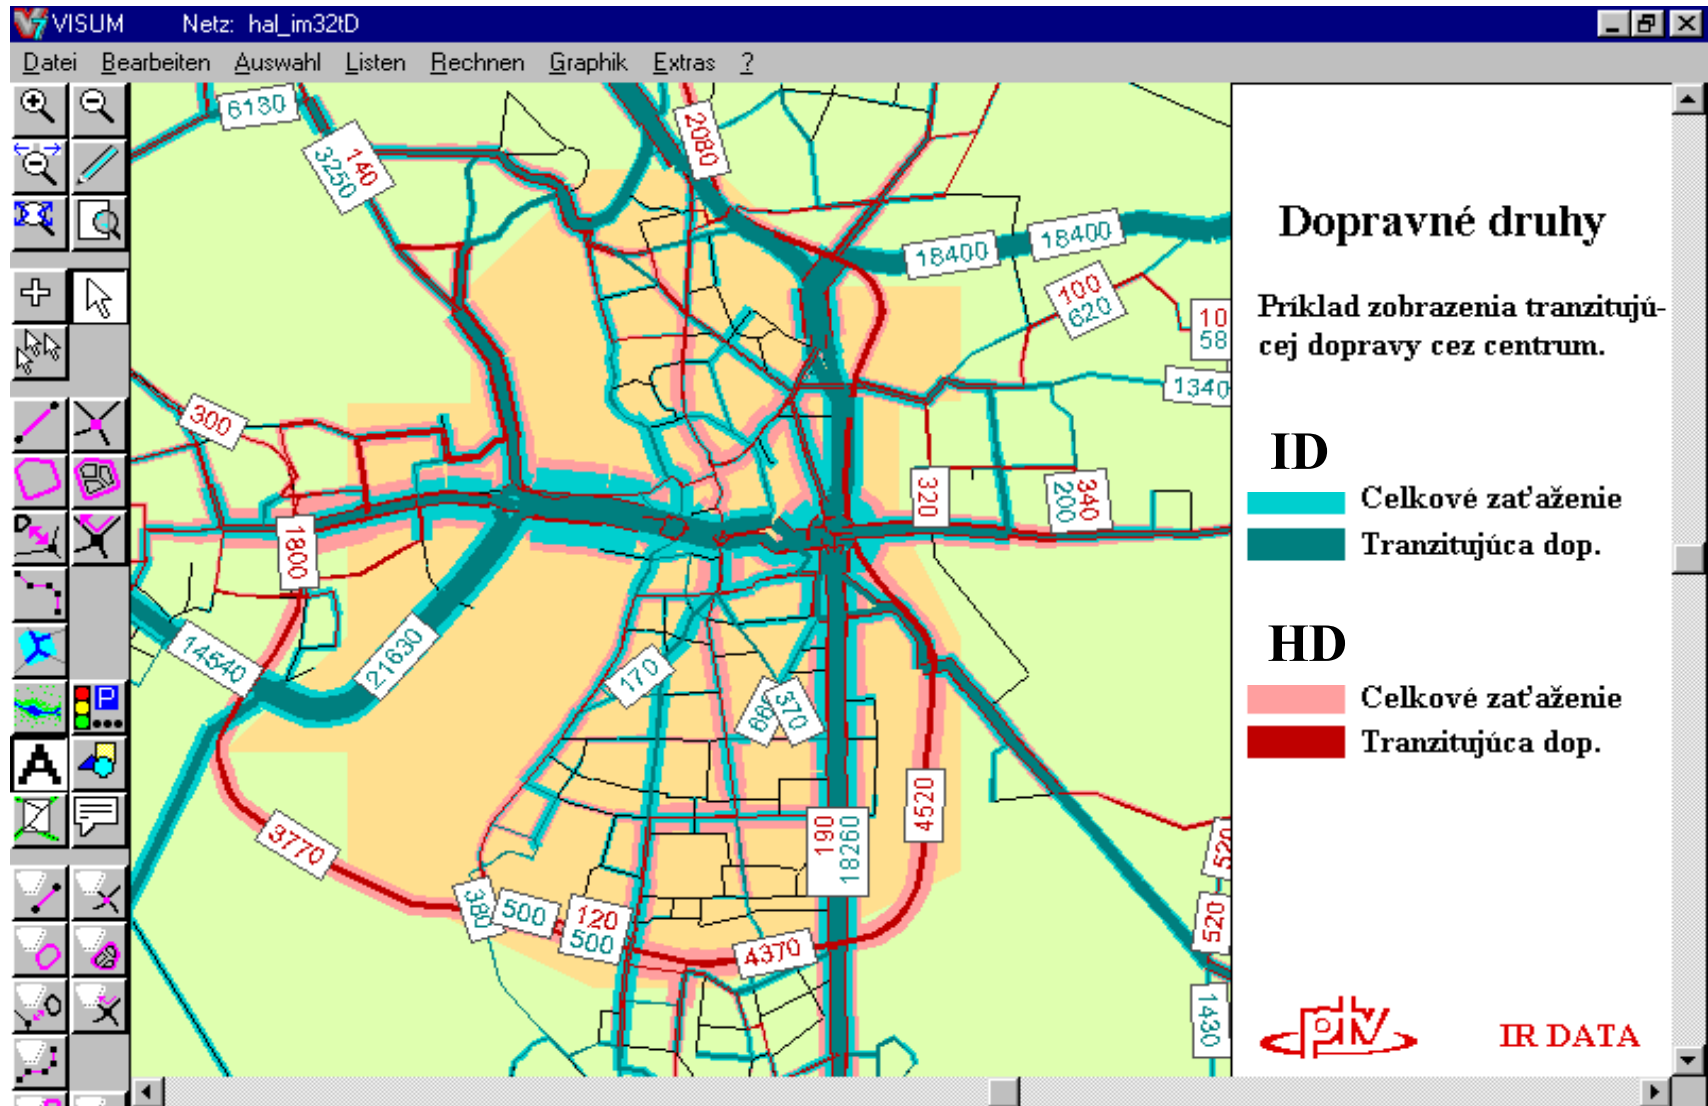 VISUM Netz: hal_im32tD
Datei Bearbeiten Auswahl Listen Rechnen Graphik Extras ?
6130
140
3250
2080
18400
18400
100
620
10
58
1340
300
320
340
200
1800
14540
21630
170
370
190
18260
4520
3770
380
500
120
500
4370
520
520
1430
Dopravné druhy
Príklad zobrazenia tranzitujú-
cej dopravy cez centrum.
ID
Celkové zaťaženie
Tranzitujúca dop.
HD
Celkové zaťaženie
Tranzitujúca dop.
ptv
IR DATA
D
P
A